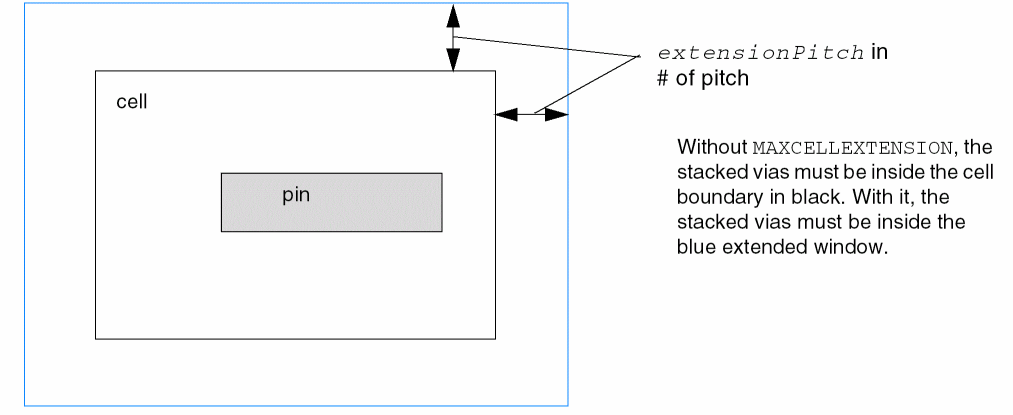 extensionPitch in
# of pitch
cell
Without MAXCELLEXTENSION, the
stacked vias must be inside the cell
boundary in black. With it, the
stacked vias must be inside the
blue extended window.
pin